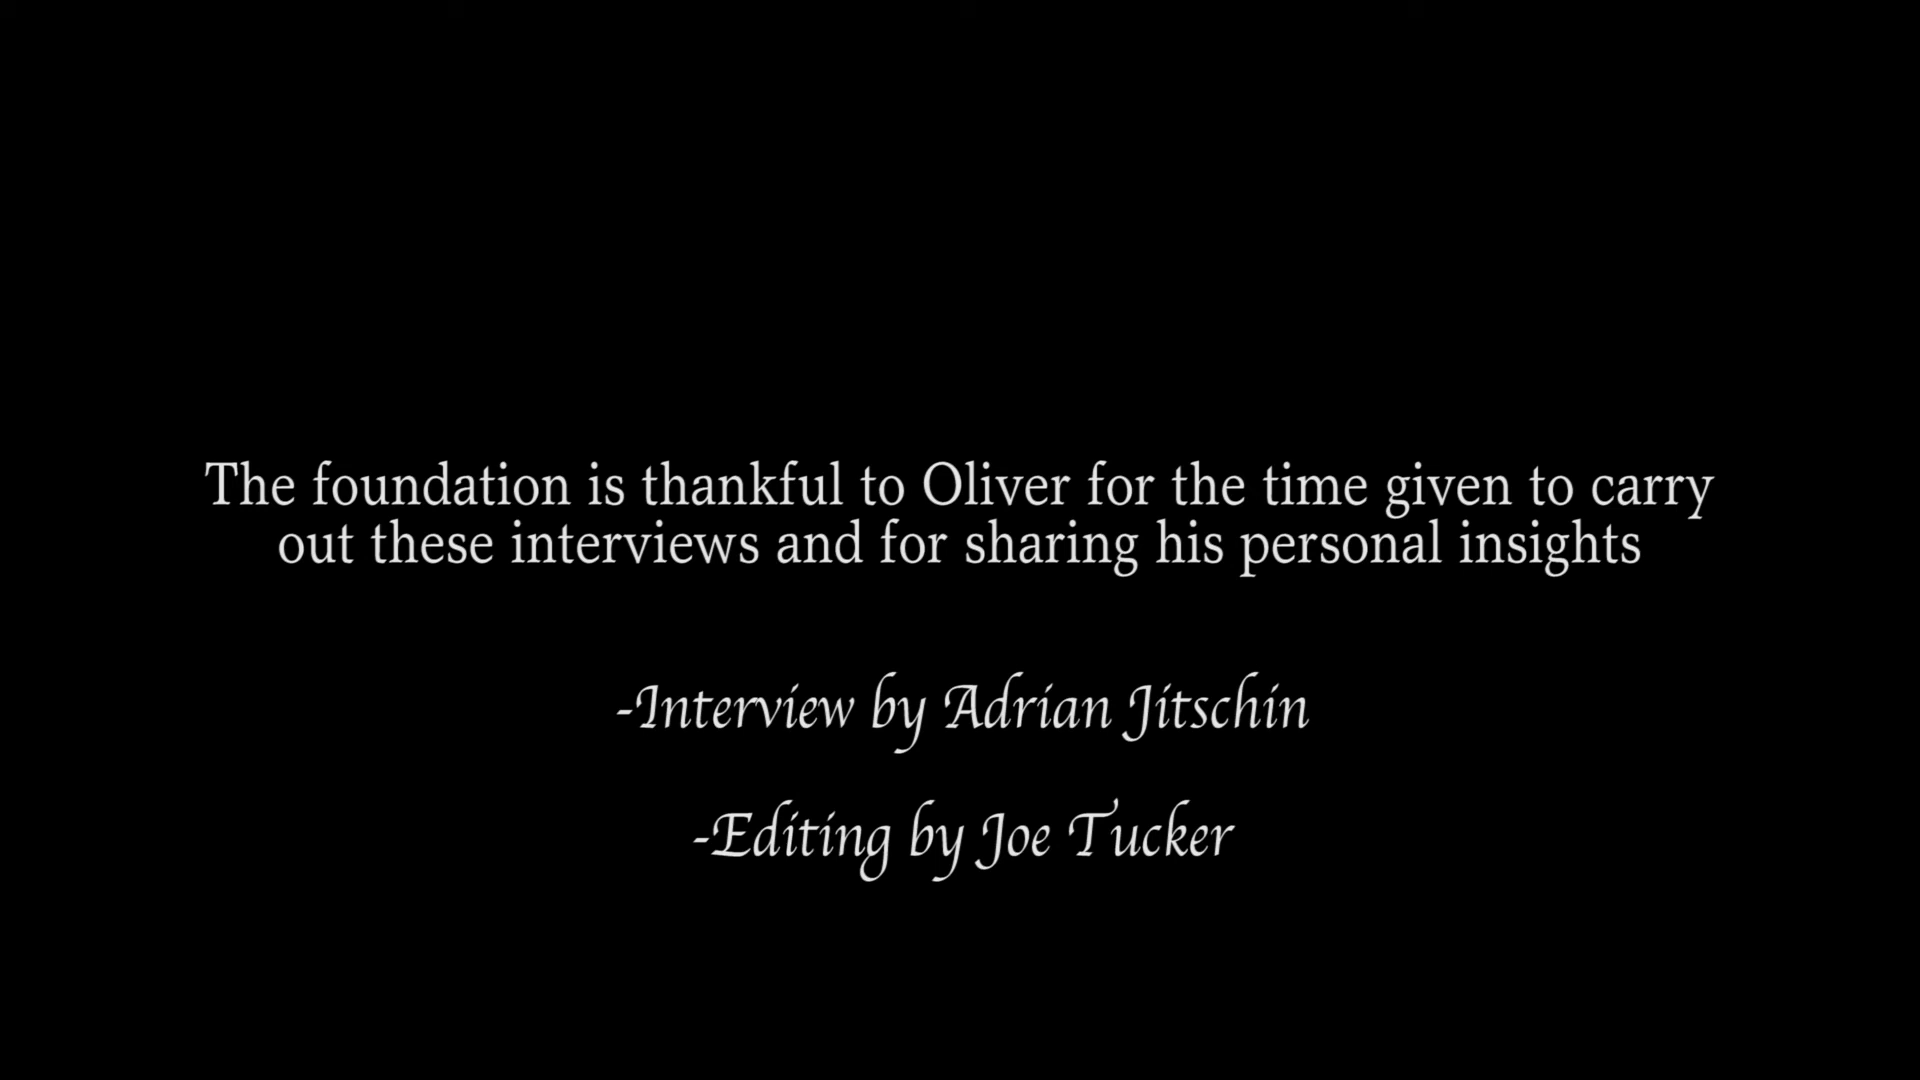 The foundation is thankful to Oliver for the time given to carry
out these interviews and for sharing his personal insights
-Interview by Adrian Jitschin
-Editing by Joe Tucker